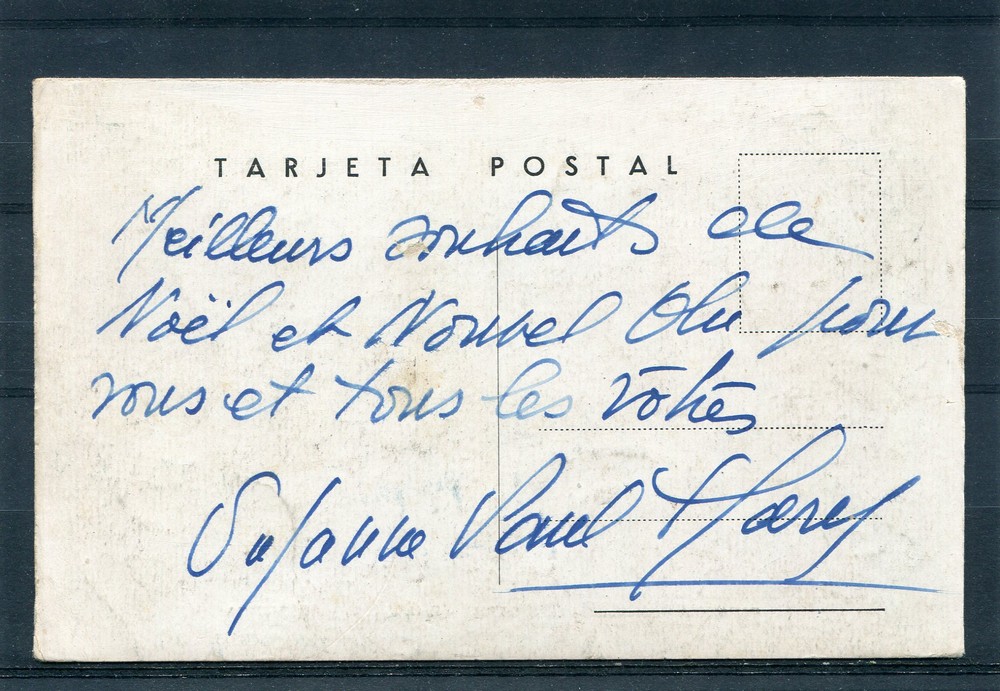 TARJETA POSTAL
Meilleurs souhaits de
Noël et Nouvel An pour
vous et tous les vôtres
Suzanne Paul